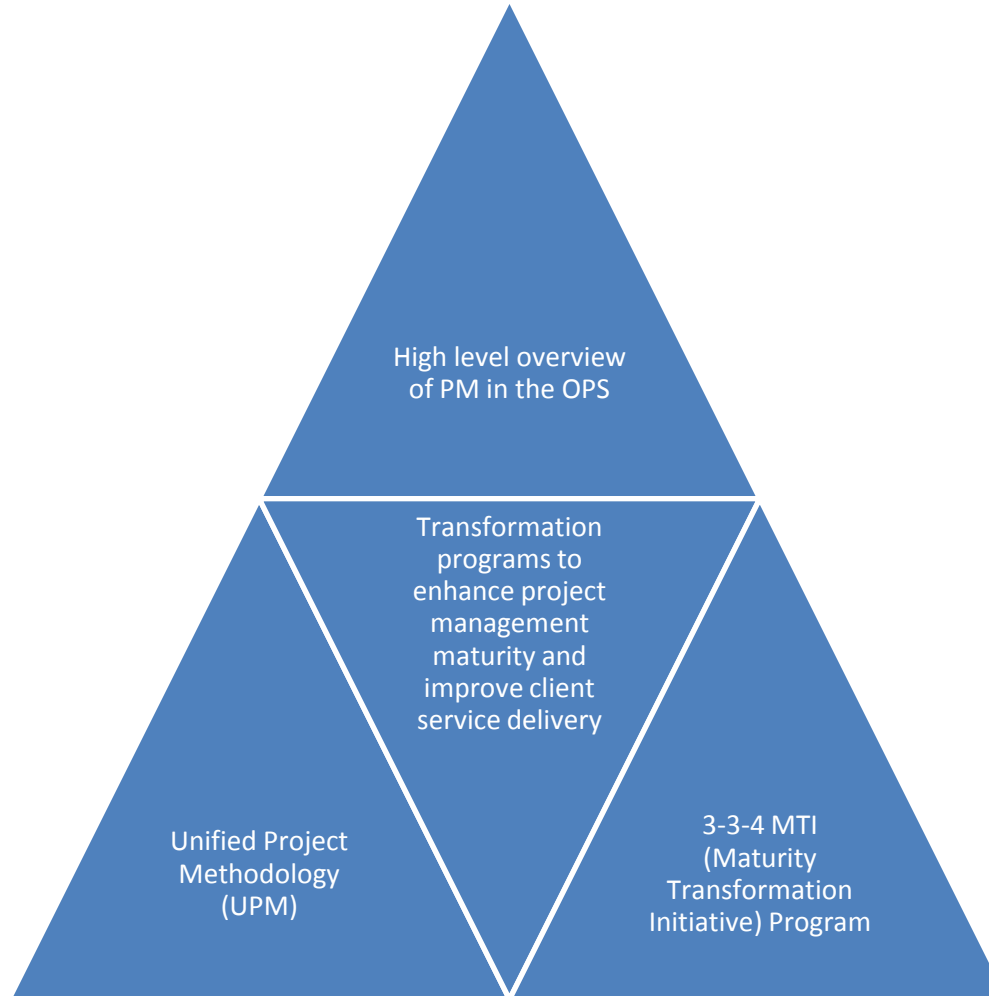 High level overview
of PM in the OPS
Transformation
programs to
enhance project
management
maturity and
improve client
service delivery
Unified Project
Methodology
(UPM)
3-3-4 MTI
(Maturity
Transformation
Initiative) Program